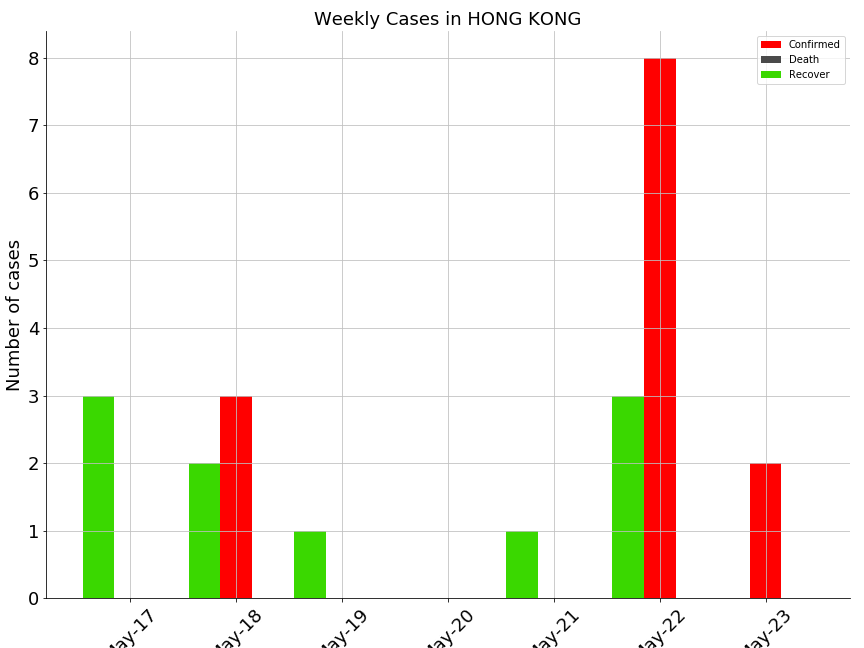 Weekly Cases in HONG KONG
Confirmed
Death
Recover
Number of cases
8
7
6
5
4
3
2
1
0
May-17
May-18
May-19
May-20
May-21
May-22
May-23